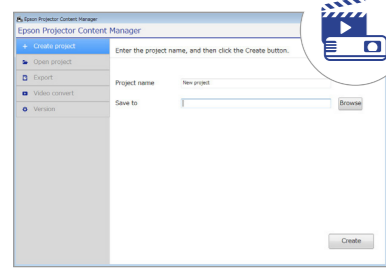 Epson Projector Content Manager
Epson Projector Content Manager
+ Create project
Enter the project name, and then click the Create button.
Open project
Export
Project name New project
Video convert
Save to Browse
Version
Create